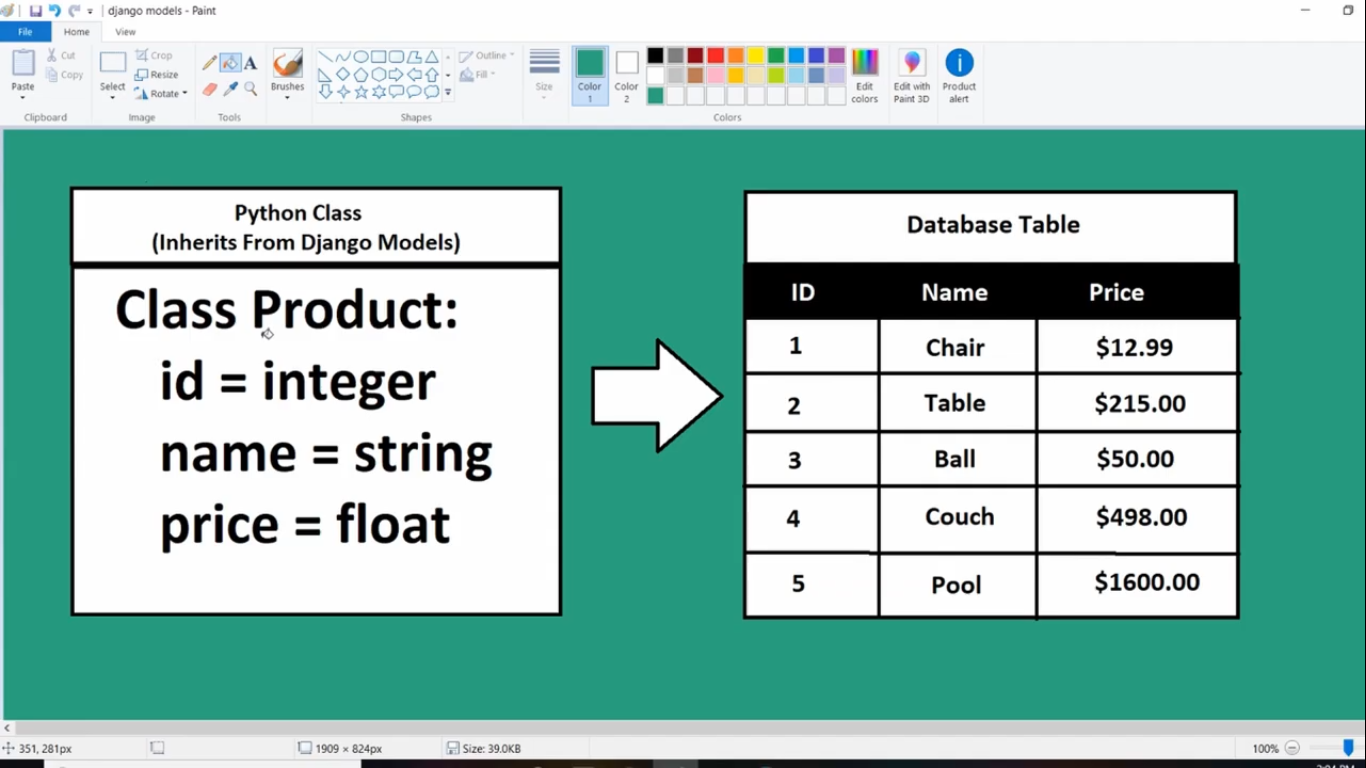 django models - Paint
File Home View
Cut
Copy
Paste
Clipboard
Crop
Resize
Rotate
Select
Image
A
Tools
Brushes
Outline
Fill
Shapes
Size
Color 1
Color 2
Edit colors
Edit with Paint 3D
Product alert
Colors
Python Class
(Inherits From Django Models)
Class Product:
id = integer
name = string
price = float
Database Table
ID Name Price
1 Chair $12.99
2 Table $215.00
3 Ball $50.00
4 Couch $498.00
5 Pool $1600.00
351, 281px 1909 × 824px Size: 39.0KB 100%